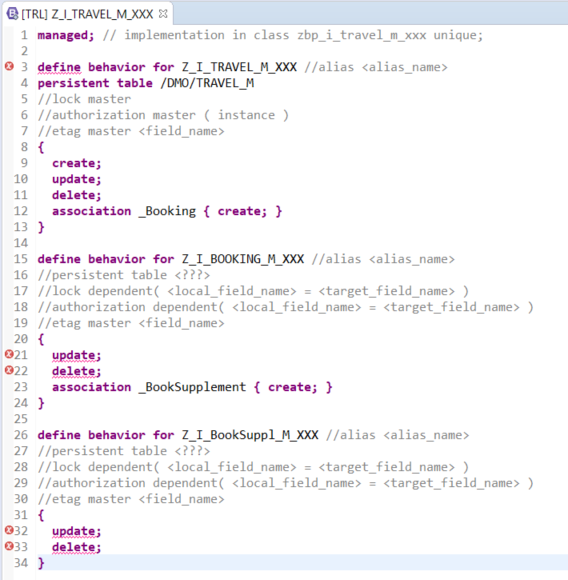 [TRL] Z_I_TRAVEL_M_XXX
1 managed; // implementation in class zbp_i_travel_m_xxx unique;
2
3 define behavior for Z_I_TRAVEL_M_XXX //alias <alias_name>
4 persistent table /DMO/TRAVEL_M
5 //lock master
6 //authorization master ( instance )
7 //etag master <field_name>
8 {
9 create;
10 update;
11 delete;
12 association _Booking { create; }
13 }
14
15 define behavior for Z_I_BOOKING_M_XXX //alias <alias_name>
16 //persistent table <???>
17 //lock dependent( <local_field_name> = <target_field_name> )
18 //authorization dependent( <local_field_name> = <target_field_name> )
19 //etag master <field_name>
20 {
21 update;
22 delete;
23 association _BookSupplement { create; }
24 }
25
26 define behavior for Z_I_BookSuppl_M_XXX //alias <alias_name>
27 //persistent table <???>
28 //lock dependent( <local_field_name> = <target_field_name> )
29 //authorization dependent( <local_field_name> = <target_field_name> )
30 //etag master <field_name>
31 {
32 update;
33 delete;
34 }